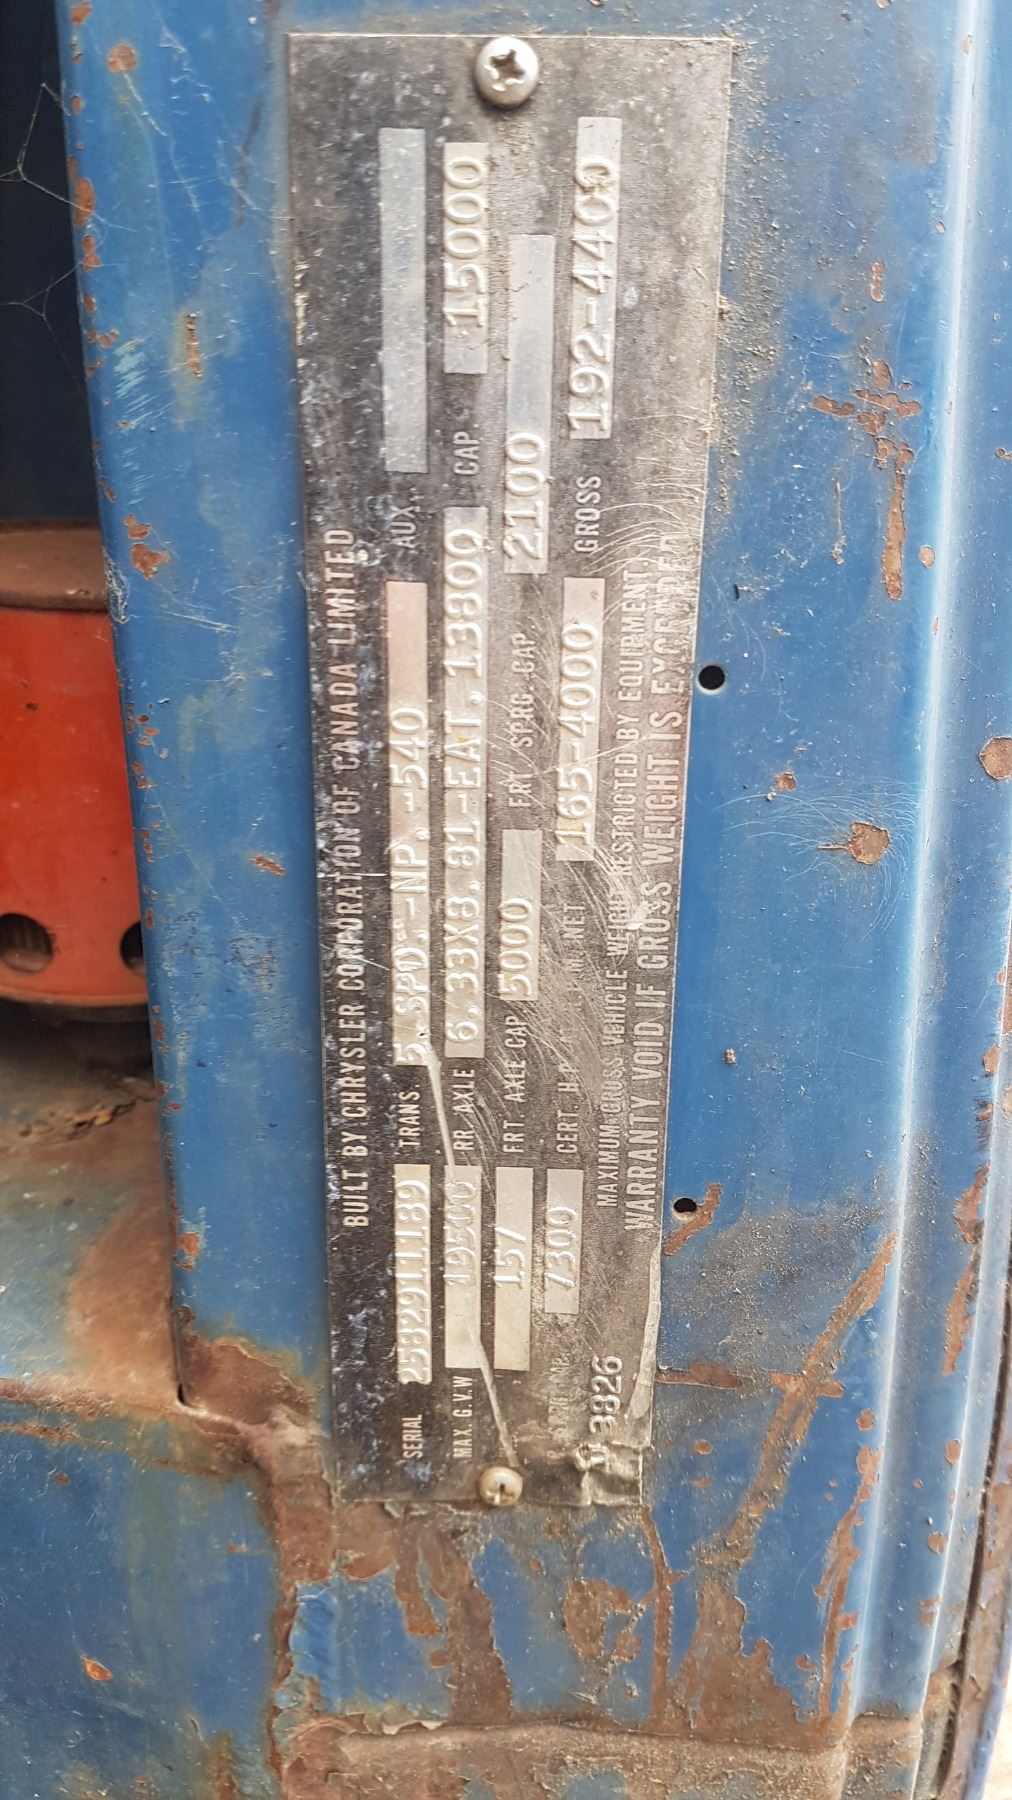 BUILT BY CHRYSLER CORPORATION OF CANADA LIMITED
SERIAL 2582911189 TRANS. 5 SPD.-NP.-540 AUX.
MAX. G.V.W 19500 RR. AXLE 6.33X8.81-EAT.13800 CAP. 15000
157 FRT. AXLE CAP 5000 FRT SPRG. CAP. 2100
7300 CERT. H.P. NET 165-4000 GROSS 192-4400
3826 MAXIMUM GROSS VEHICLE WEIGHT RESTRICTED BY EQUIPMENT
WARRANTY VOID IF GROSS WEIGHT IS EXCEEDED